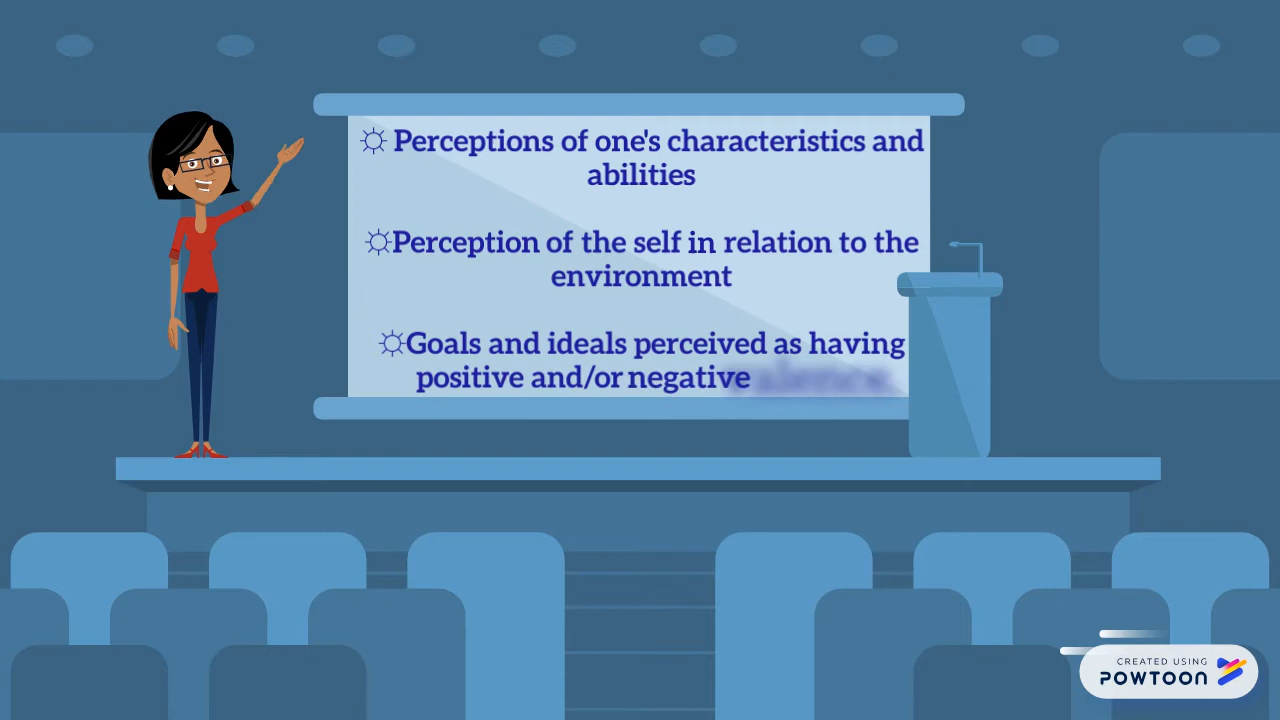 ☼ Perceptions of one's characteristics and
abilities
☼Perception of the self in relation to the
environment
☼Goals and ideals perceived as having
positive and/or negative
CREATED USING
POWTOON